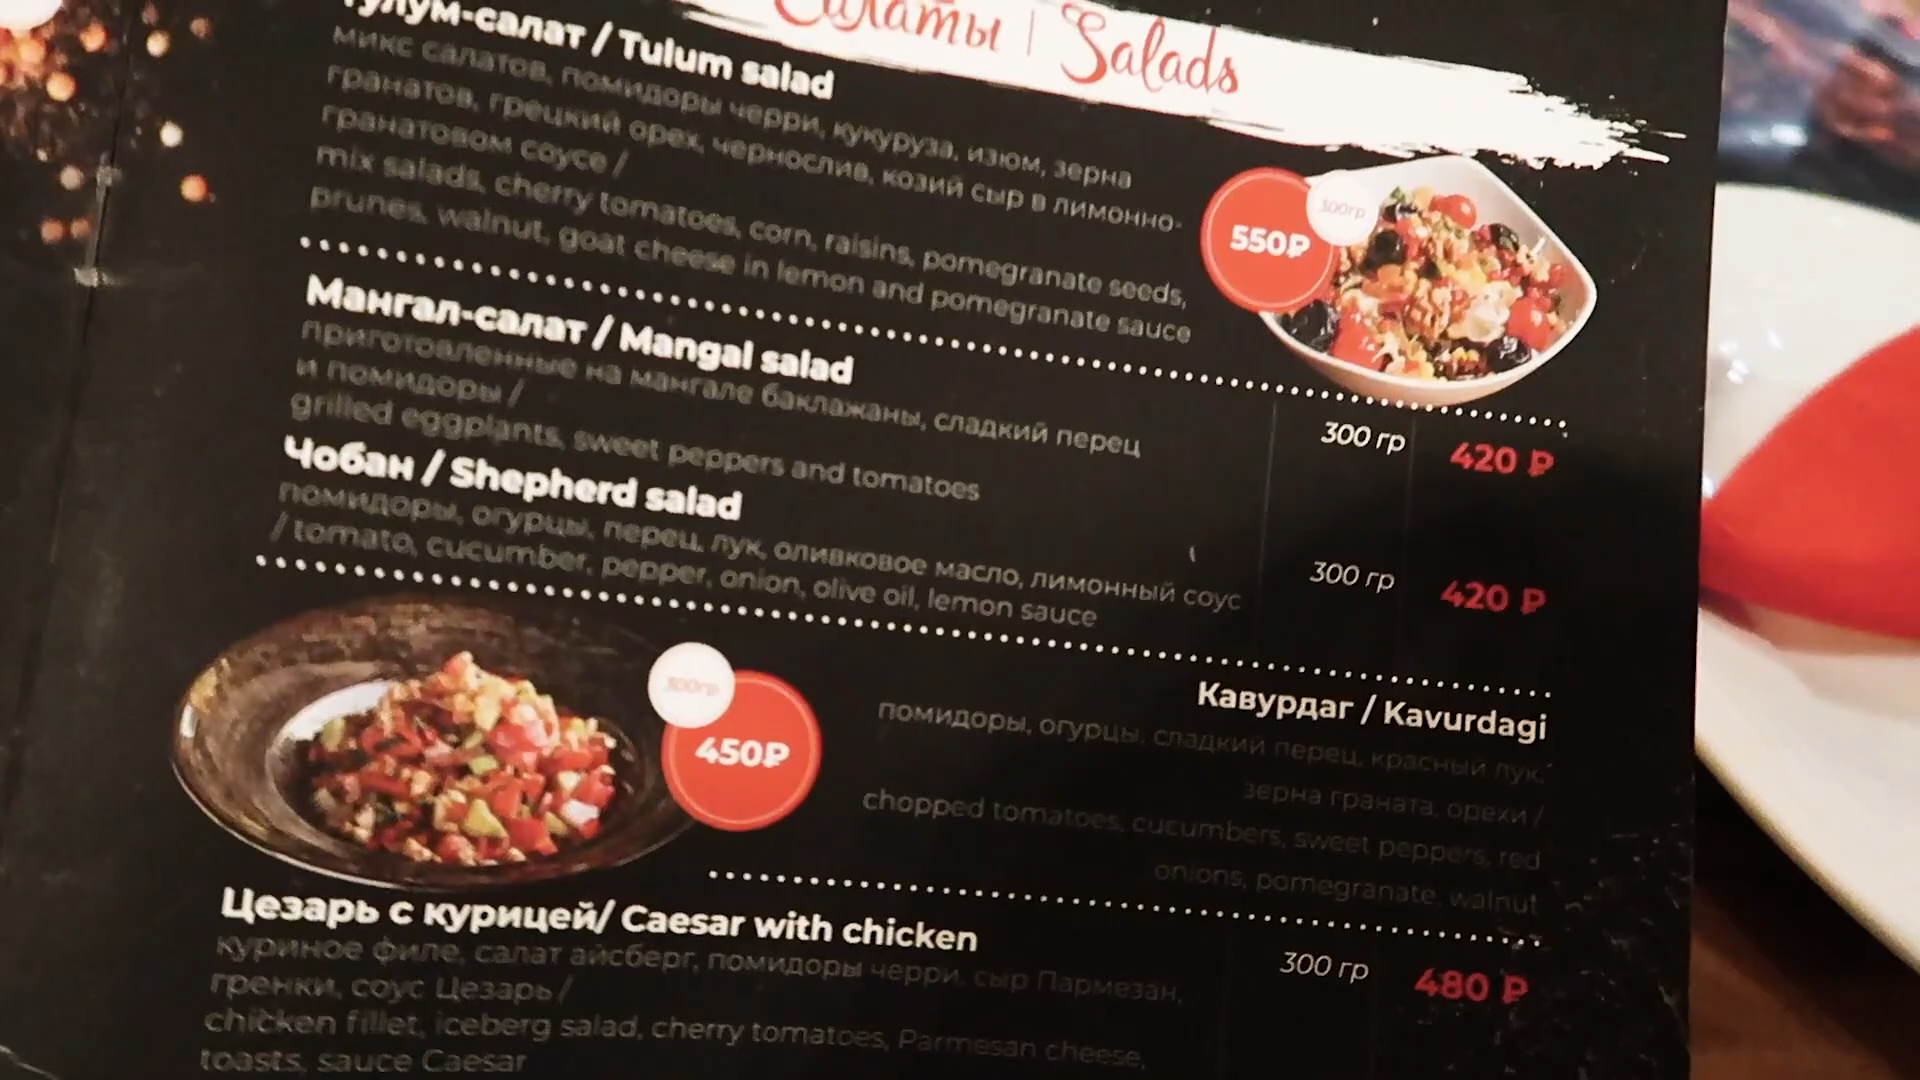 Салаты | Salads
Тулум-салат / Tulum salad
микс салатов, помидоры черри, кукуруза, изюм, зерна
гранатов, грецкий орех, чернослив, козий сыр в лимонно-
гранатовом соусе /
mix salads, cherry tomatoes, corn, raisins, pomegranate seeds,
prunes, walnut, goat cheese in lemon and pomegranate sauce
300гр
550₽
Мангал-салат / Mangal salad
приготовленные на мангале баклажаны, сладкий перец
и помидоры /
grilled eggplants, sweet peppers and tomatoes
300 гр 420 ₽
Чобан / Shepherd salad
помидоры, огурцы, перец, лук, оливковое масло, лимонный соус
/ tomato, cucumber, pepper, onion, olive oil, lemon sauce
300 гр 420 ₽
300гр
450₽
Кавурдаг / Kavurdagi
помидоры, огурцы, сладкий перец, красный лук,
зерна граната, орехи /
chopped tomatoes, cucumbers, sweet peppers, red
onions, pomegranate, walnut
Цезарь с курицей/ Caesar with chicken
куриное филе, салат айсберг, помидоры черри, сыр Пармезан,
гренки, соус Цезарь /
chicken fillet, iceberg salad, cherry tomatoes, Parmesan cheese,
toasts, sauce Caesar
300 гр 480 ₽